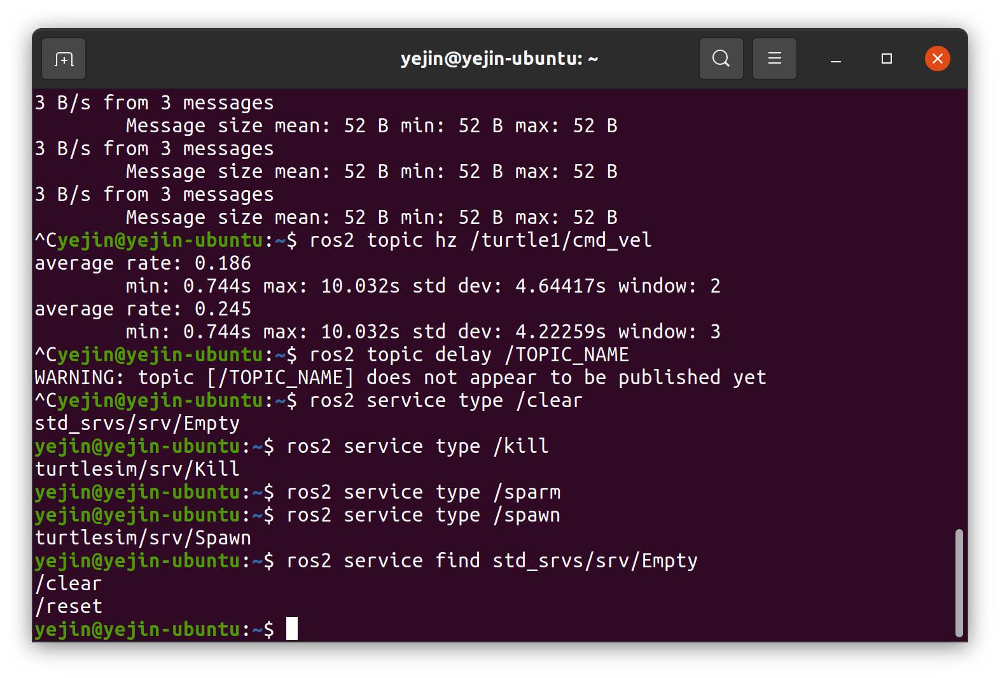 yejin@yejin-ubuntu: ~
3 B/s from 3 messages
        Message size mean: 52 B min: 52 B max: 52 B
3 B/s from 3 messages
        Message size mean: 52 B min: 52 B max: 52 B
3 B/s from 3 messages
        Message size mean: 52 B min: 52 B max: 52 B
^Cyejin@yejin-ubuntu:~$ ros2 topic hz /turtle1/cmd_vel
average rate: 0.186
        min: 0.744s max: 10.032s std dev: 4.64417s window: 2
average rate: 0.245
        min: 0.744s max: 10.032s std dev: 4.22259s window: 3
^Cyejin@yejin-ubuntu:~$ ros2 topic delay /TOPIC_NAME
WARNING: topic [/TOPIC_NAME] does not appear to be published yet
^Cyejin@yejin-ubuntu:~$ ros2 service type /clear
std_srvs/srv/Empty
yejin@yejin-ubuntu:~$ ros2 service type /kill
turtlesim/srv/Kill
yejin@yejin-ubuntu:~$ ros2 service type /sparm
yejin@yejin-ubuntu:~$ ros2 service type /spawn
turtlesim/srv/Spawn
yejin@yejin-ubuntu:~$ ros2 service find std_srvs/srv/Empty
/clear
/reset
yejin@yejin-ubuntu:~$